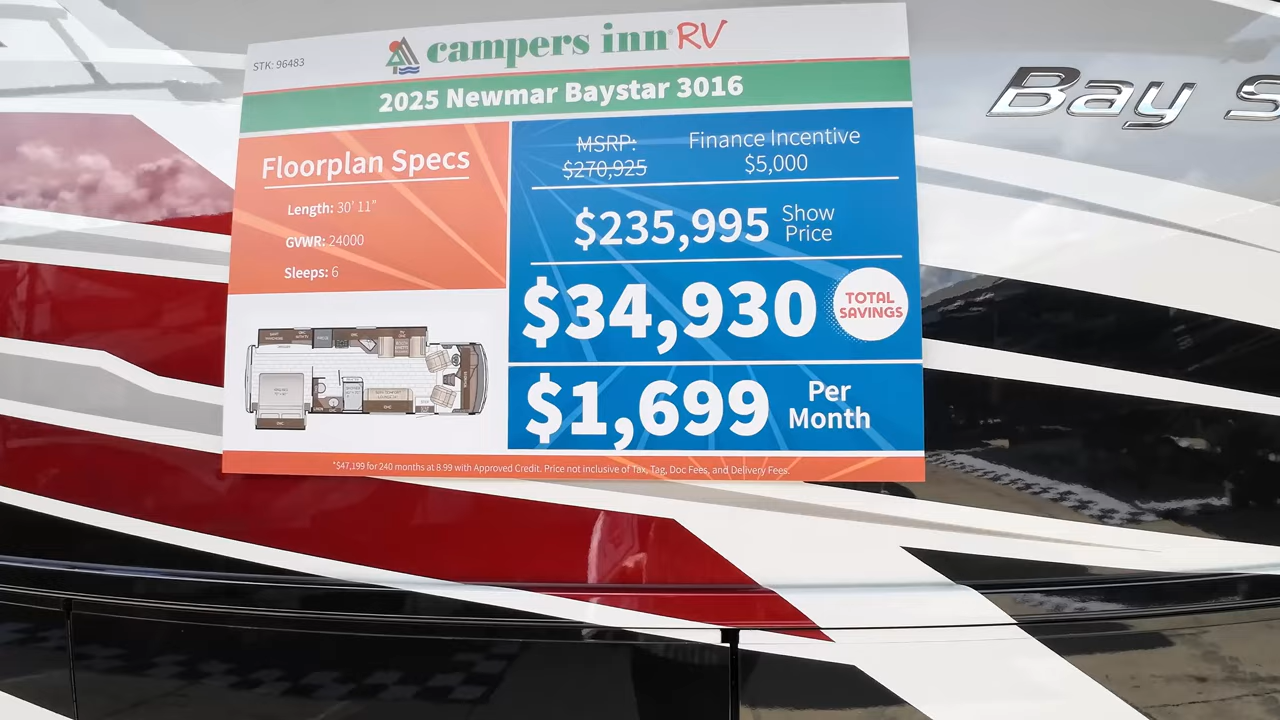 STK: 96483
campers inn RV
2025 Newmar Baystar 3016
Floorplan Specs
Length: 30' 11"
GVWR: 24000
Sleeps: 6
MSRP:
$270,925
Finance Incentive
$5,000
$235,995 Show Price
$34,930 TOTAL SAVINGS
$1,699 Per Month
*$47,199 for 240 months at 8.99 with Approved Credit. Price not inclusive of Tax, Tag, Doc Fees, and Delivery Fees.
Bay S